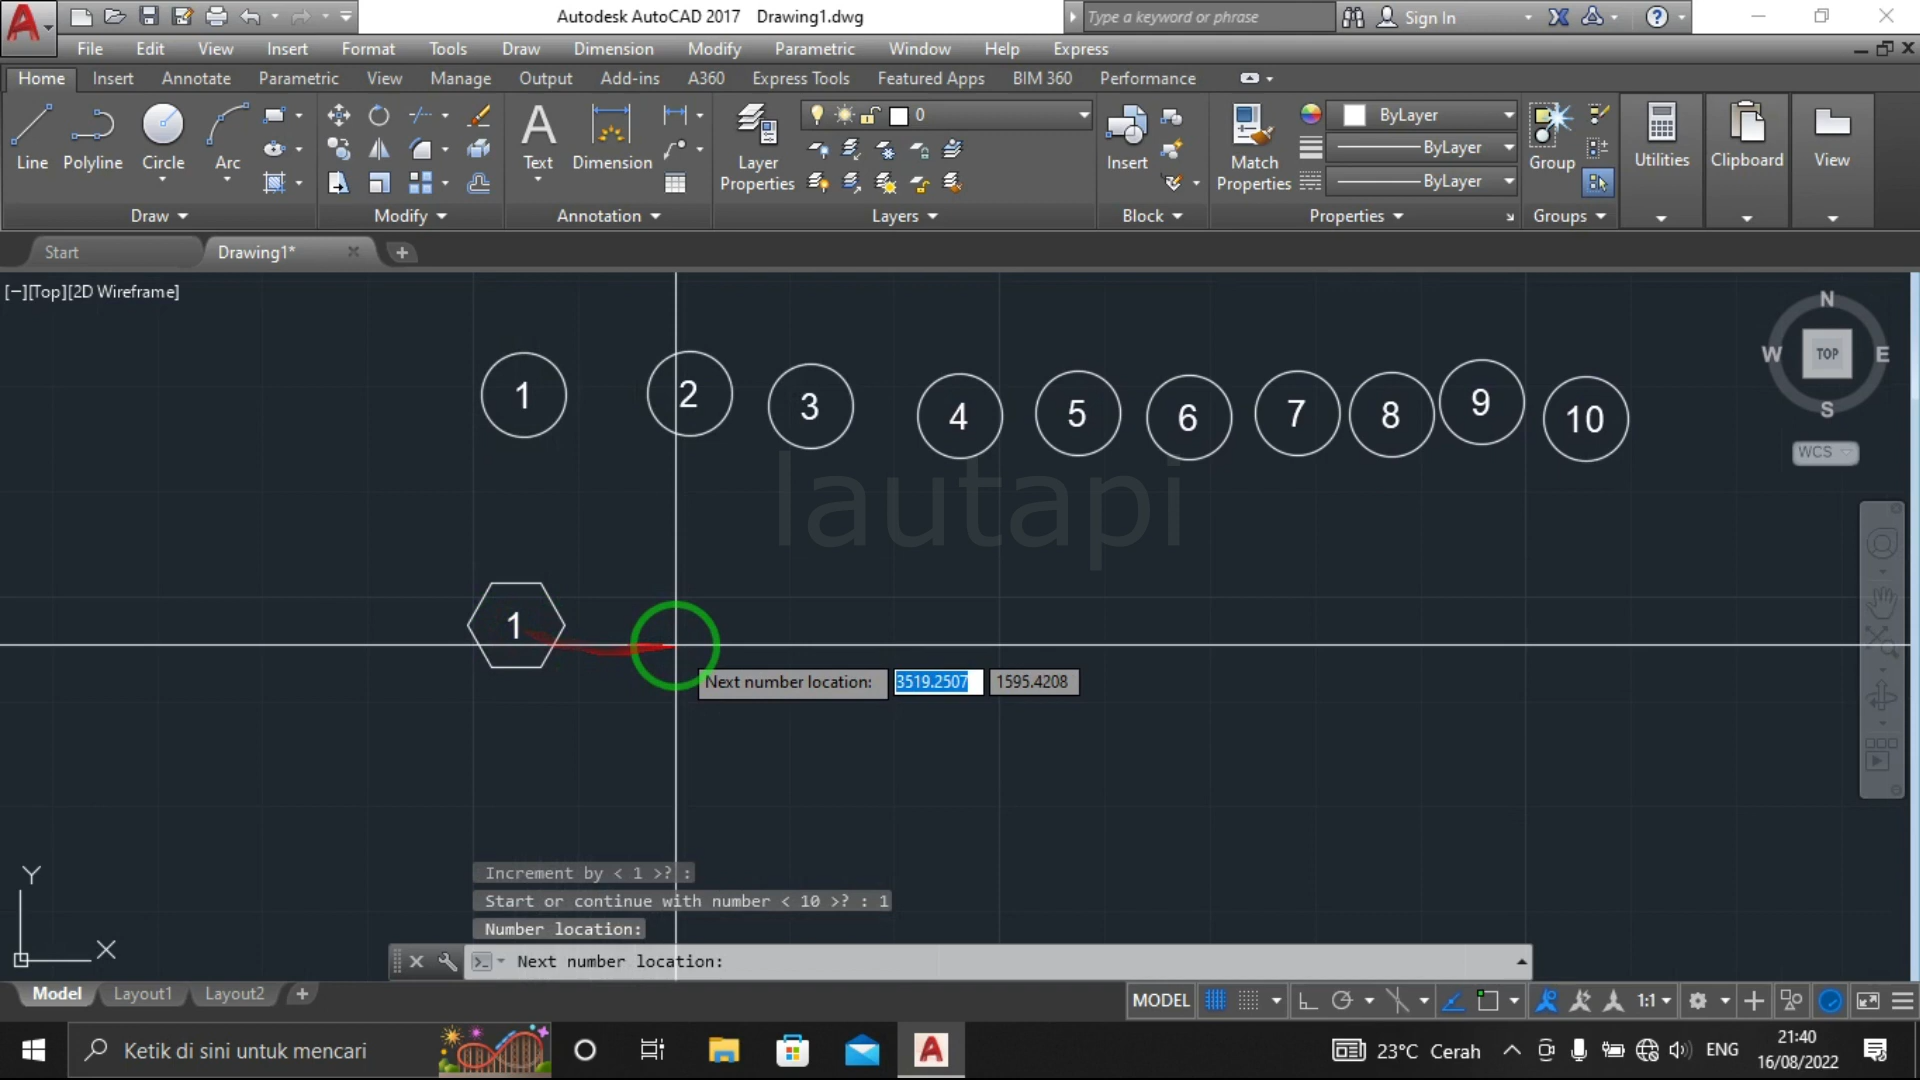 Autodesk AutoCAD 2017 Drawing1.dwg
Type a keyword or phrase
Sign In
File Edit View Insert Format Tools Draw Dimension Modify Parametric Window Help Express
Home Insert Annotate Parametric View Manage Output Add-ins A360 Express Tools Featured Apps BIM 360 Performance
0
ByLayer
ByLayer
ByLayer
Line Polyline Circle Arc
Text Dimension
Layer
Properties
Insert
Match
Properties
Group
Utilities
Clipboard
View
Draw Modify Annotation Layers Block Properties Groups
Start Drawing1*
[−][Top][2D Wireframe]
N
W TOP E
S
WCS
1 2 3 4 5 6 7 8 9 10
lautapi
1
Next number location: 3519.2507 1595.4208
Increment by < 1 >? :
Start or continue with number < 10 >? : 1
Number location:
Next number location:
Y
X
Model Layout1 Layout2
MODEL
1:1
Ketik di sini untuk mencari
23°C Cerah
ENG
21:40
16/08/2022